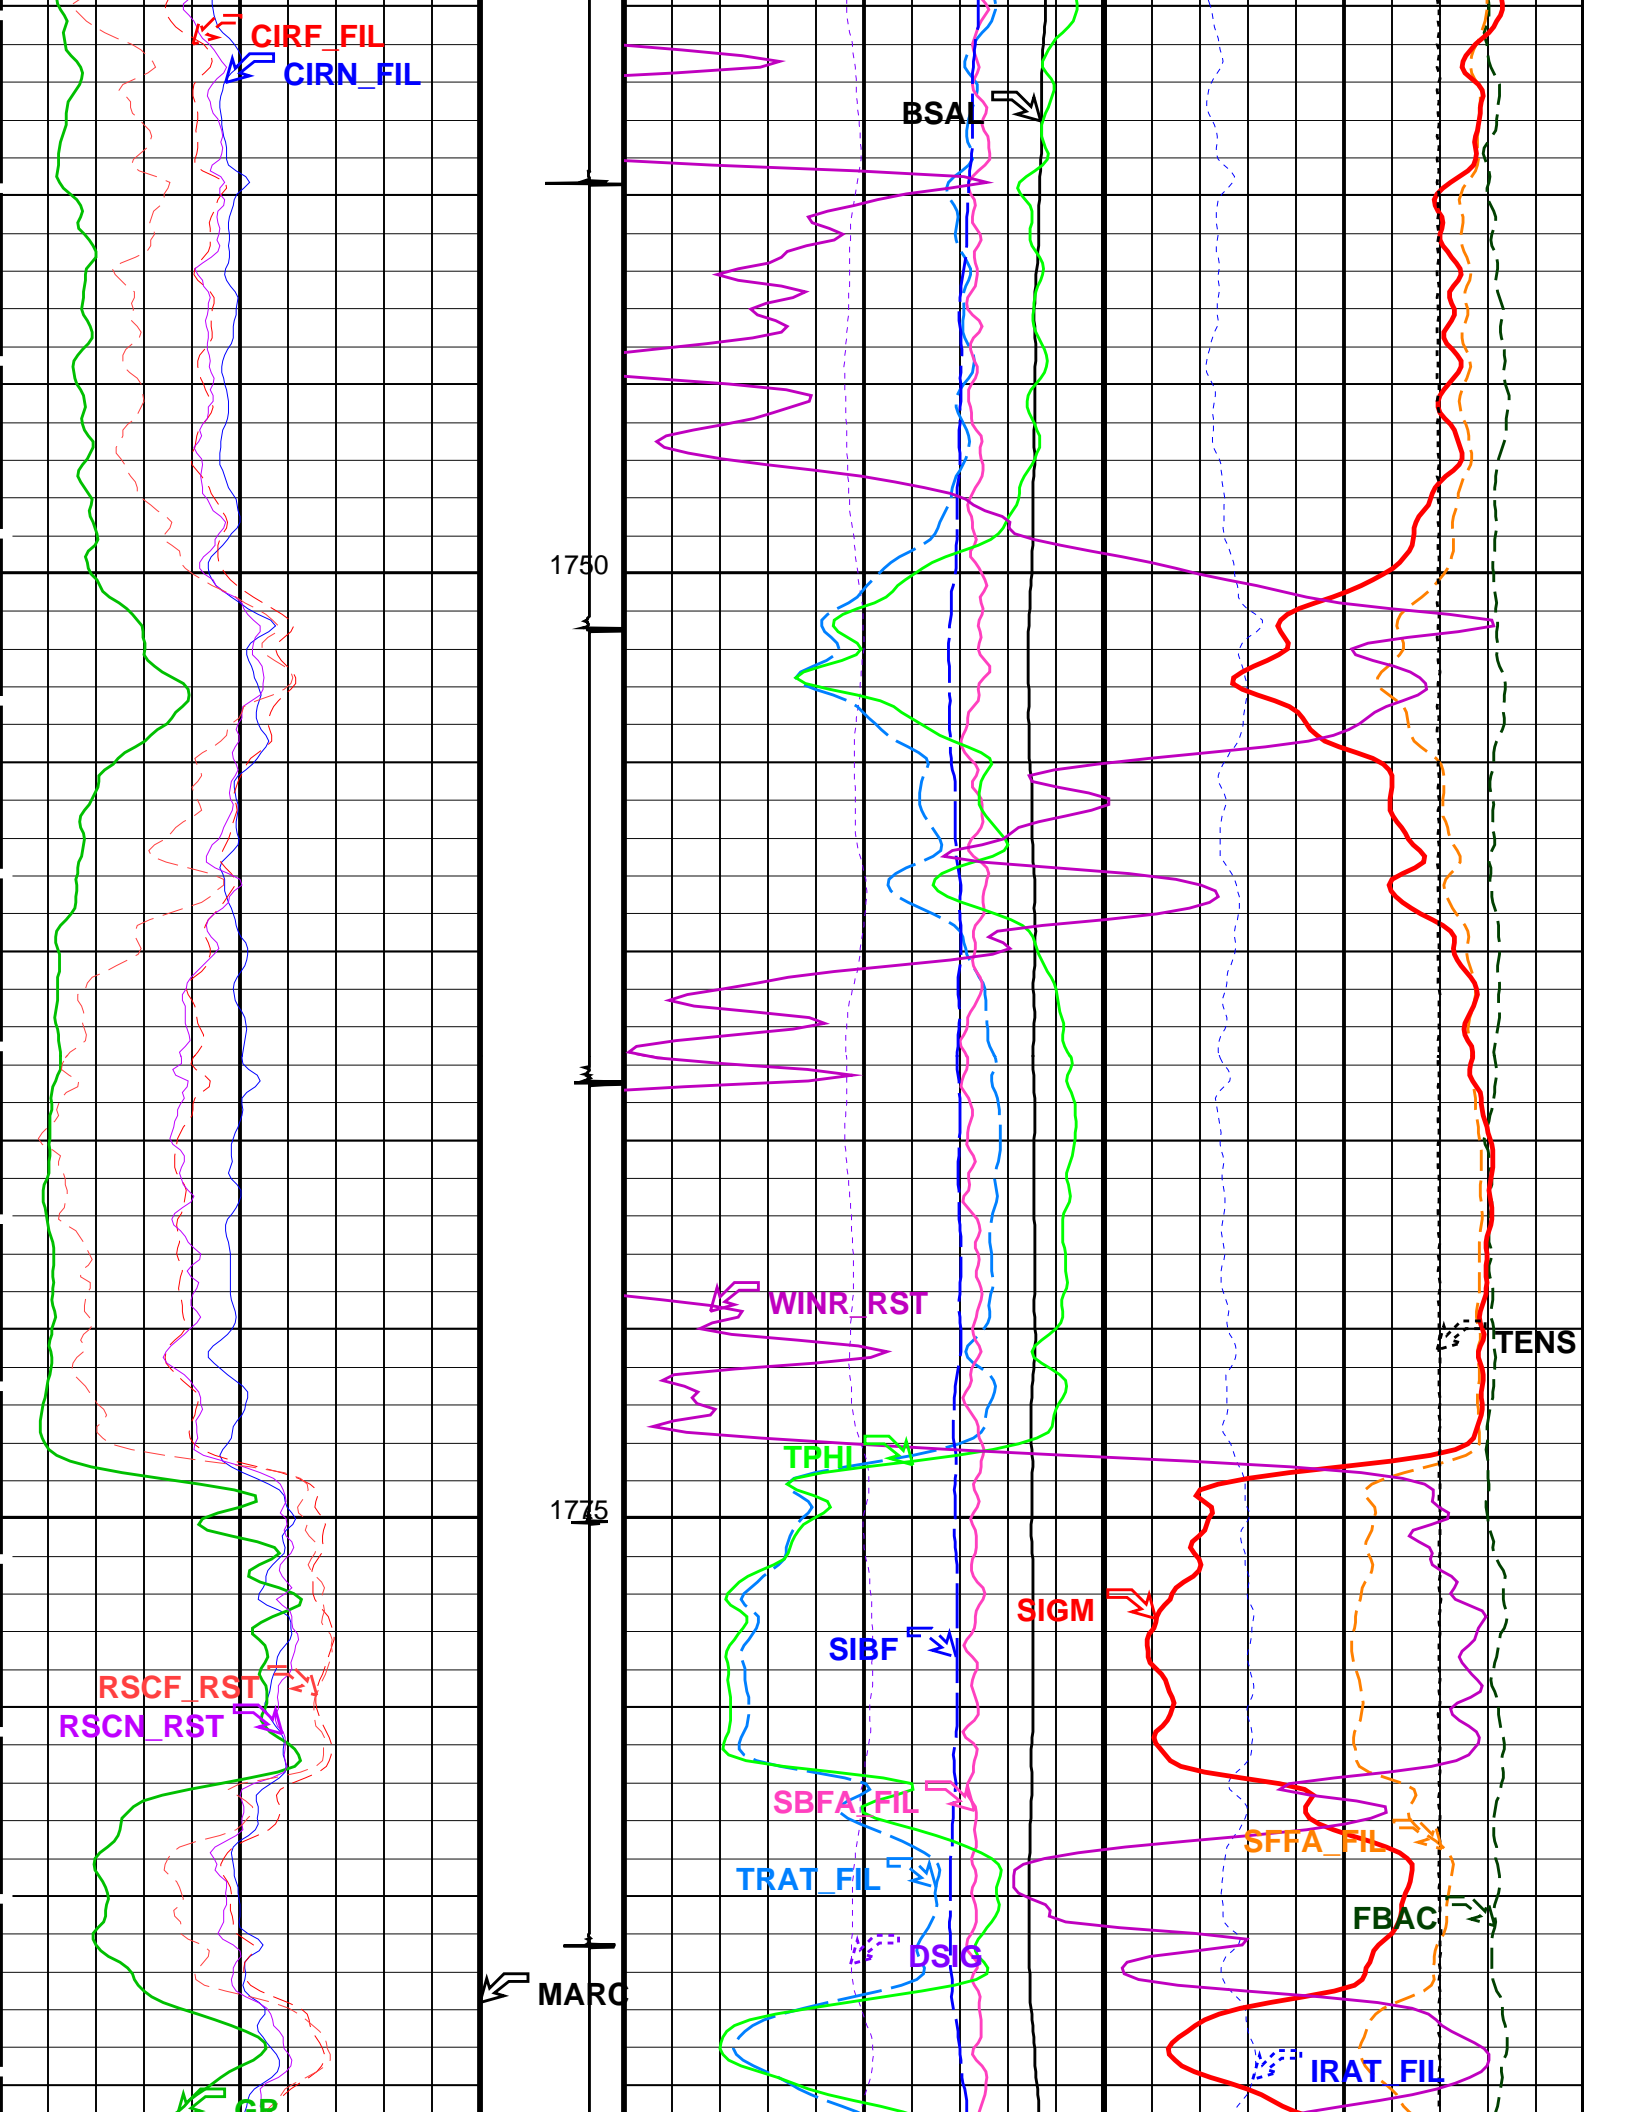 CIRF_FIL
CIRN_FIL
BSAL
1750
WINR_RST
TENS
TPHI
1775
SIGM
SIBF
RSCF_RST
RSCN_RST
SBFA_FIL
SFFA_FIL
TRAT_FIL
FBAC
DSIG
MARC
IRAT_FIL
GR